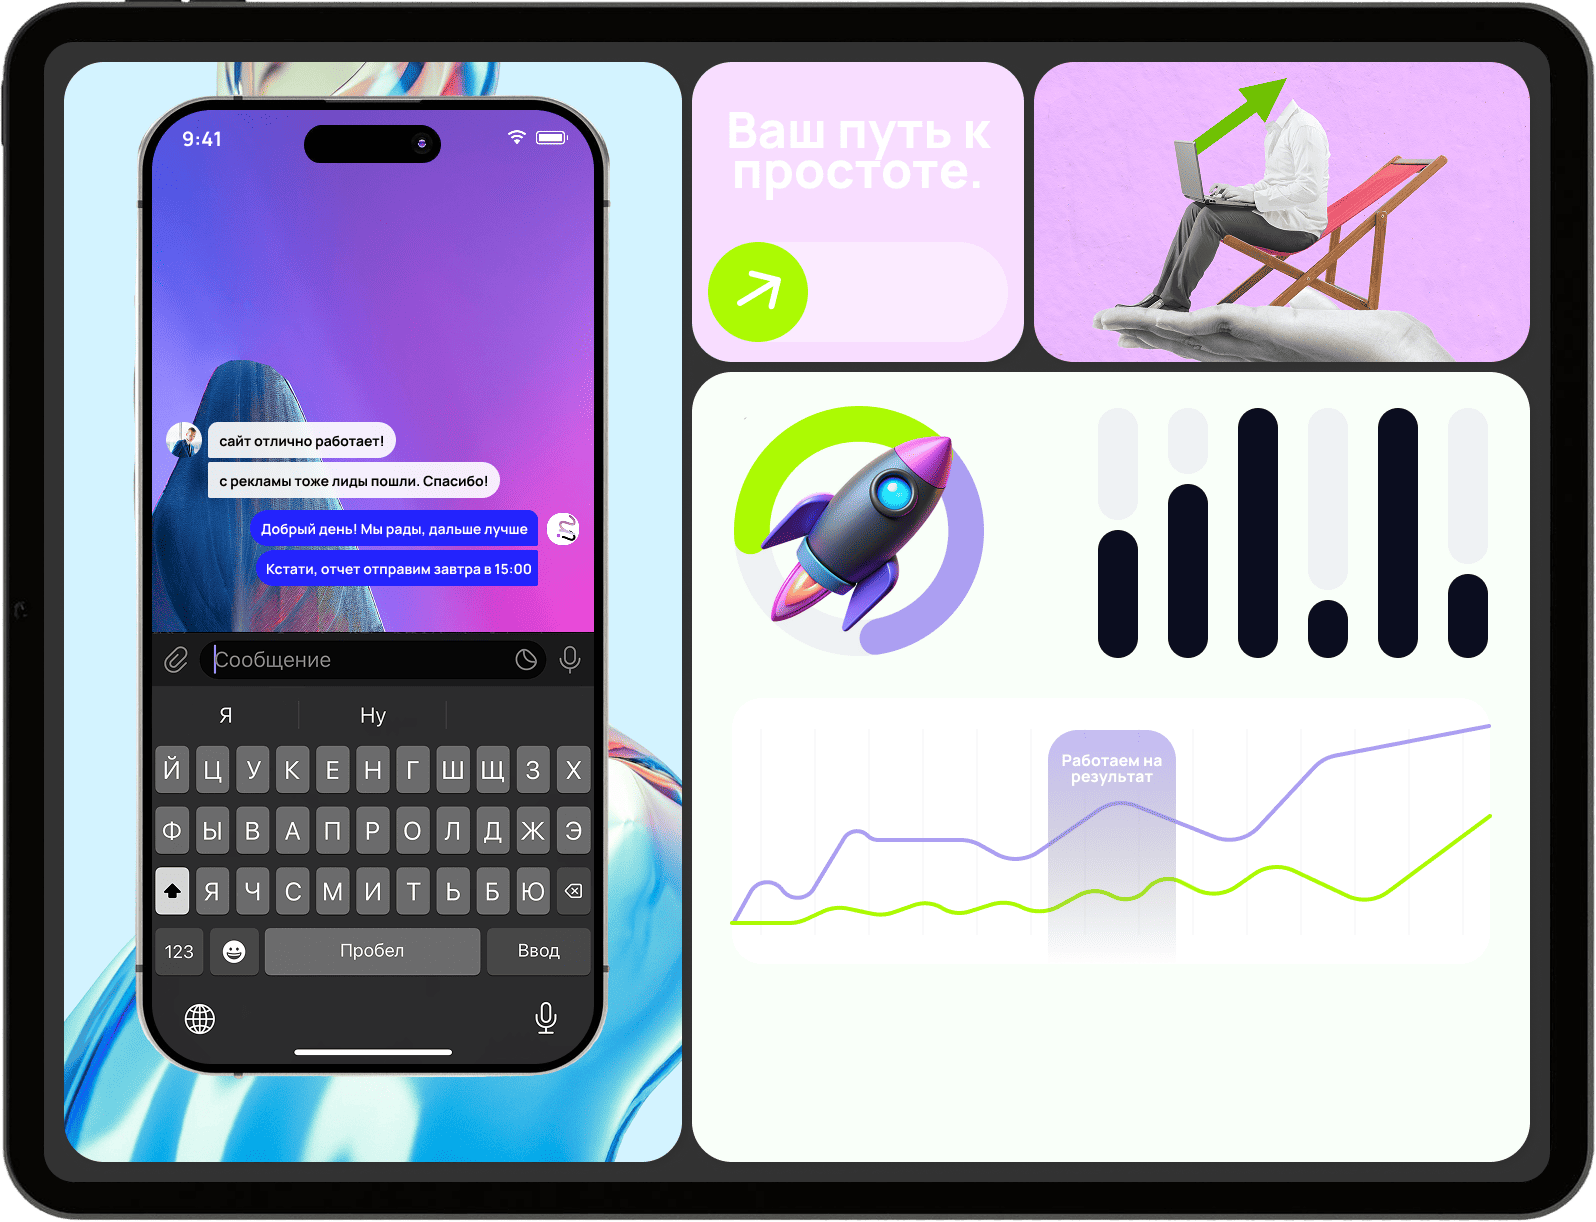 9:41
сайт отлично работает!
с рекламы тоже лиды пошли. Спасибо!
Добрый день! Мы рады, дальше лучше
Кстати, отчет отправим завтра в 15:00
Сообщение
Я Ну
Й Ц У К Е Н Г Ш Щ З Х
Ф Ы В А П Р О Л Д Ж Э
Я Ч С М И Т Ь Б Ю
123 Пробел Ввод
Ваш путь к
простоте.
Работаем на
результат